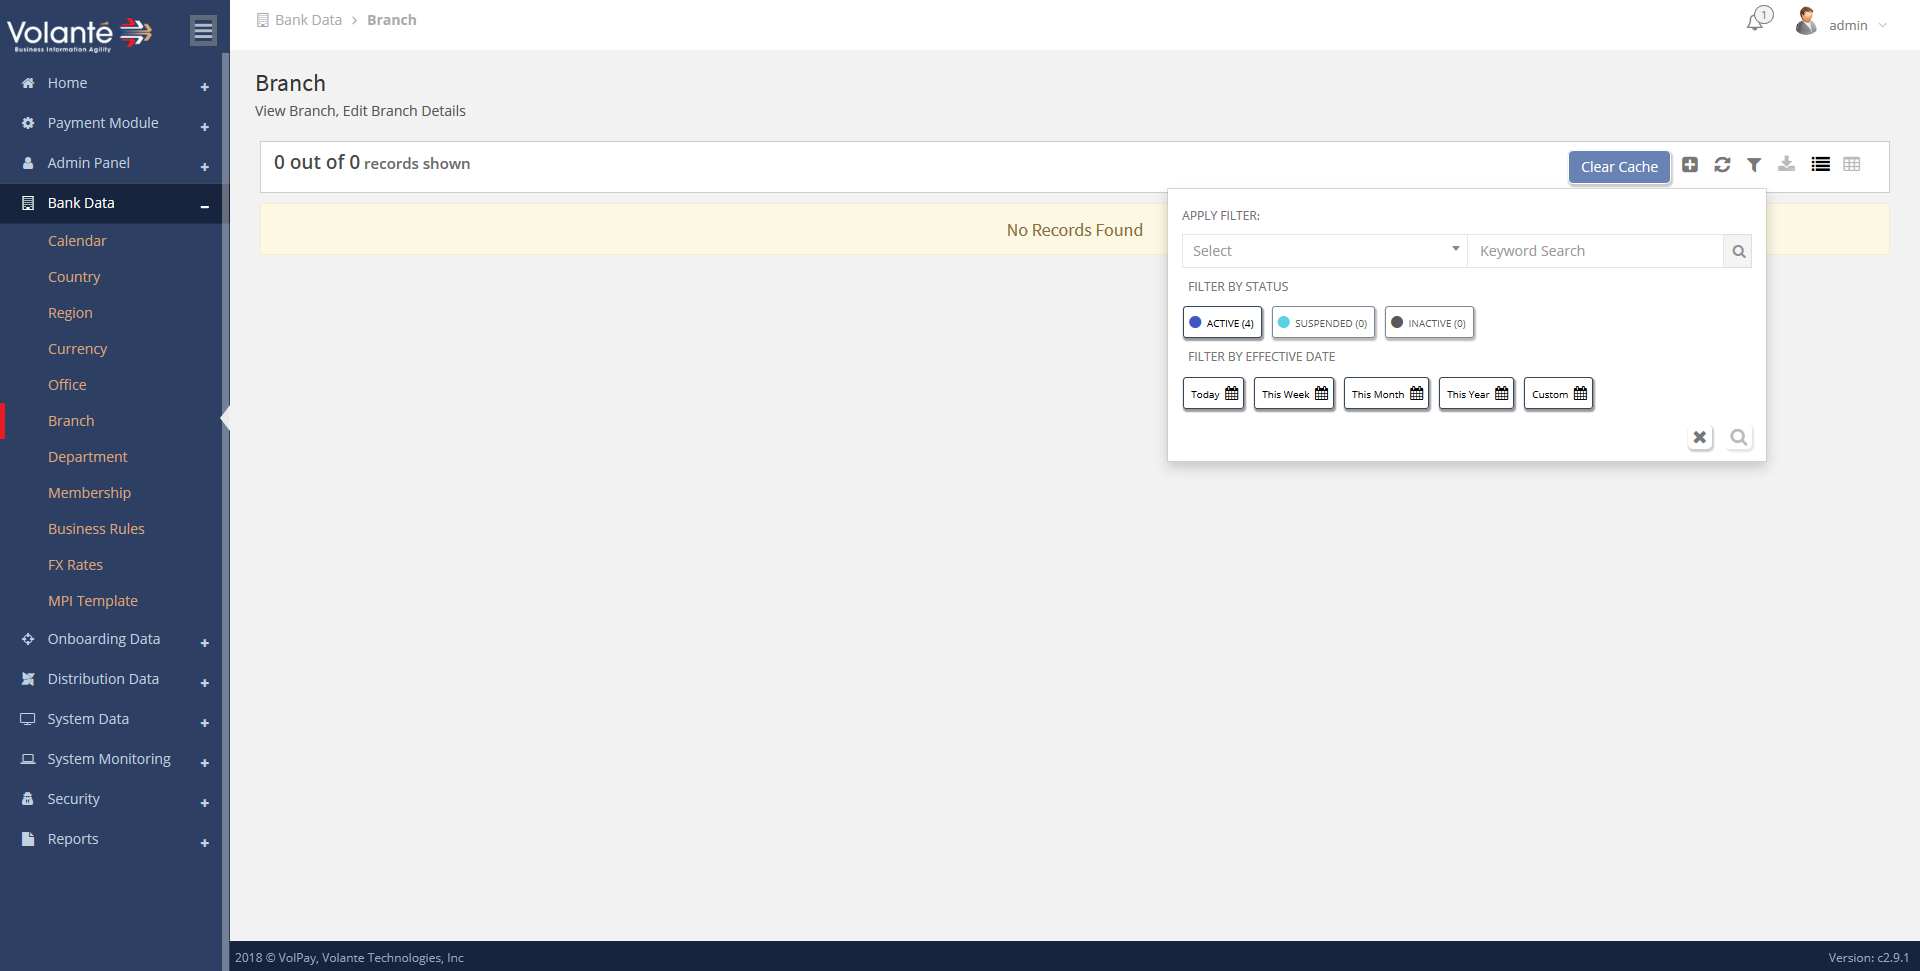 Volanté
Business Information Agility
Home
Payment Module
Admin Panel
Bank Data
Calendar
Country
Region
Currency
Office
Branch
Department
Membership
Business Rules
FX Rates
MPI Template
Onboarding Data
Distribution Data
System Data
System Monitoring
Security
Reports
Bank Data > Branch
1
admin
Branch
View Branch, Edit Branch Details
0 out of 0 records shown
Clear Cache
No Records Found
APPLY FILTER:
Select
Keyword Search
FILTER BY STATUS
ACTIVE (4)
SUSPENDED (0)
INACTIVE (0)
FILTER BY EFFECTIVE DATE
Today
This Week
This Month
This Year
Custom
2018 © VolPay, Volante Technologies, Inc
Version: c2.9.1